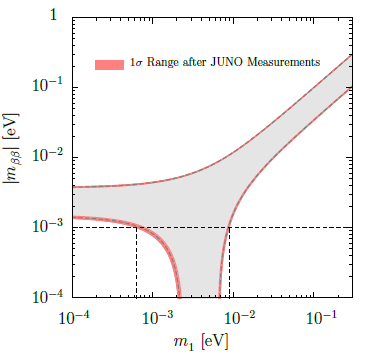 1
1σ Range after JUNO Measurements
10⁻¹
10⁻²
10⁻³
10⁻⁴
|m_ββ| [eV]
10⁻⁴ 10⁻³ 10⁻² 10⁻¹
m₁ [eV]